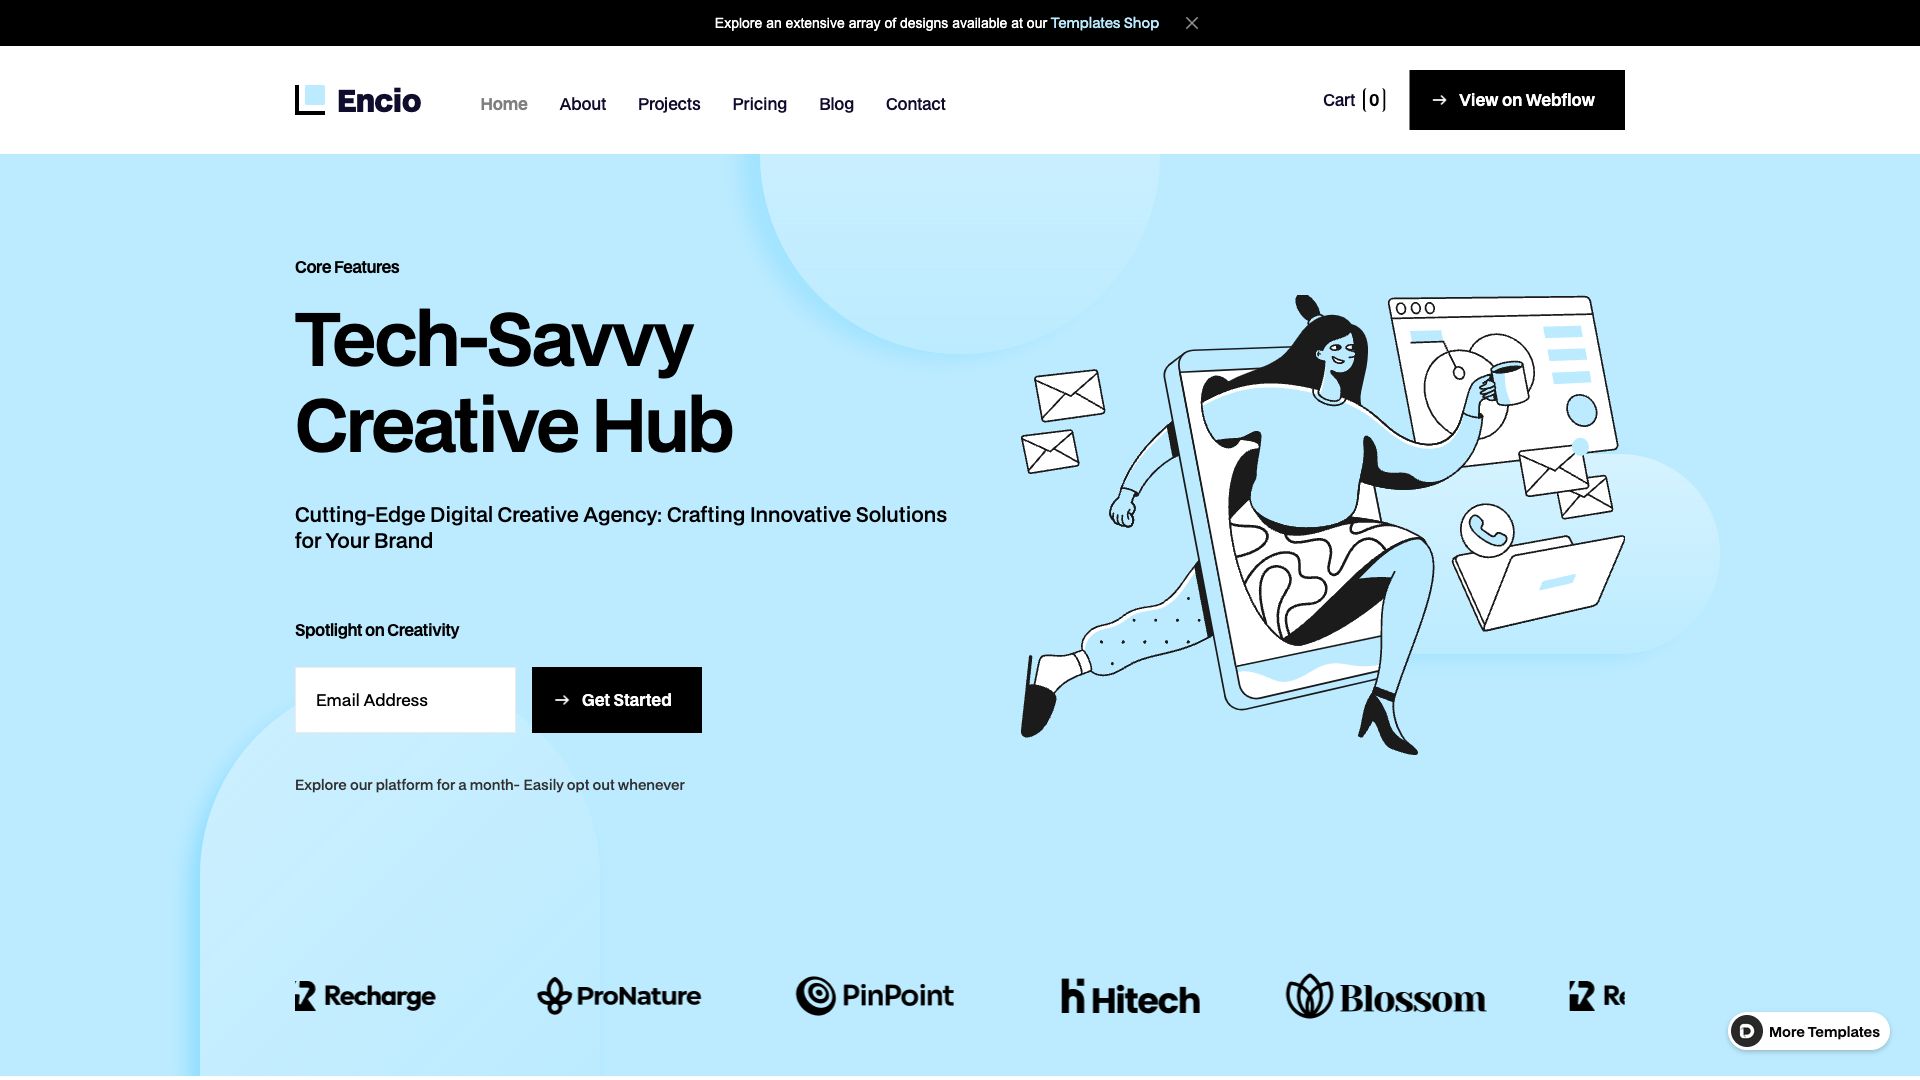 Explore an extensive array of designs available at our Templates Shop
Encio
Home
About
Projects
Pricing
Blog
Contact
Cart 0
View on Webflow
Core Features
Tech-Savvy
Creative Hub
Cutting-Edge Digital Creative Agency: Crafting Innovative Solutions
for Your Brand
Spotlight on Creativity
Email Address
Get Started
Explore our platform for a month- Easily opt out whenever
Recharge
ProNature
PinPoint
Hitech
Blossom
Re
More Templates